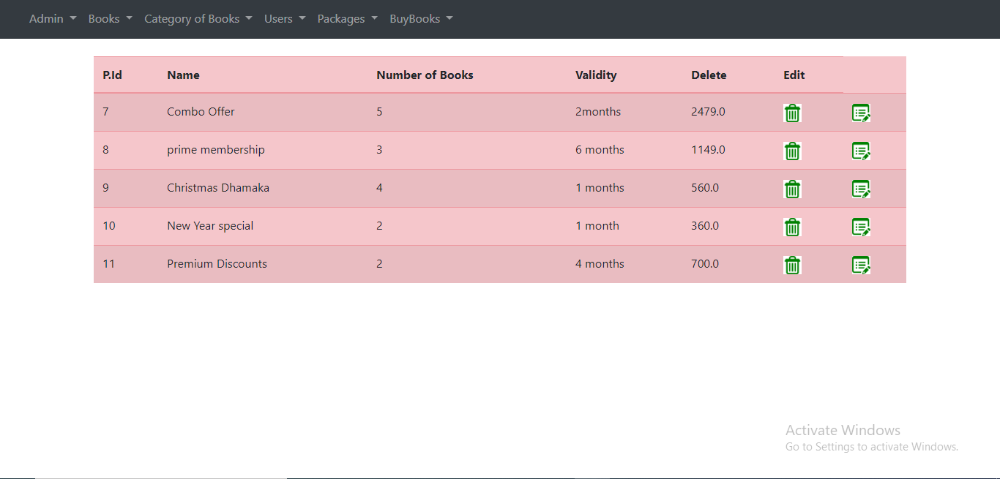 Admin Books Category of Books Users Packages BuyBooks
P.Id Name Number of Books Validity Delete Edit
7 Combo Offer 5 2months 2479.0
8 prime membership 3 6 months 1149.0
9 Christmas Dhamaka 4 1 months 560.0
10 New Year special 2 1 month 360.0
11 Premium Discounts 2 4 months 700.0
Activate Windows
Go to Settings to activate Windows.